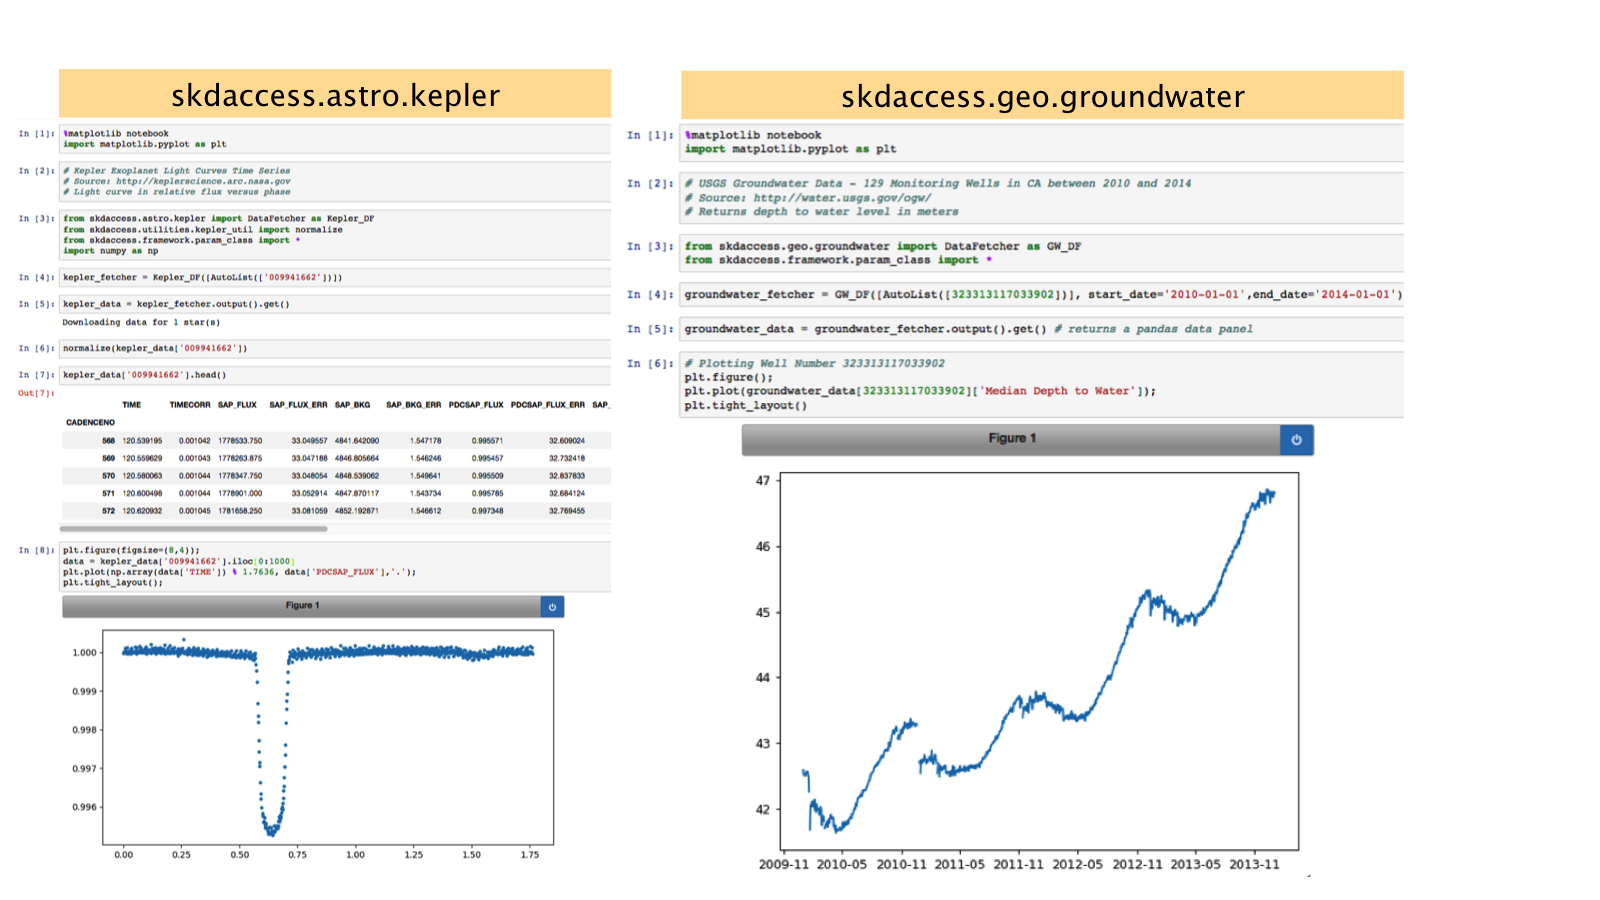 skdaccess.astro.kepler
In [1]: %matplotlib notebook
import matplotlib.pyplot as plt
In [2]: # Kepler Exoplanet Light Curves Time Series
# Source: http://keplerscience.arc.nasa.gov
# Light curve in relative flux versus phase
In [3]: from skdaccess.astro.kepler import DataFetcher as Kepler_DF
from skdaccess.utilities.kepler_util import normalize
from skdaccess.framework.param_class import *
import numpy as np
In [4]: kepler_fetcher = Kepler_DF([AutoList(['009941662'])])
In [5]: kepler_data = kepler_fetcher.output().get()
Downloading data for 1 star(s)
In [6]: normalize(kepler_data['009941662'])
In [7]: kepler_data['009941662'].head()
Out[7]:
TIME TIMECORR SAP_FLUX SAP_FLUX_ERR SAP_BKG SAP_BKG_ERR PDCSAP_FLUX PDCSAP_FLUX_ERR SAP_
CADENCENO
568 120.539195 0.001042 1778533.750 33.049557 4841.642090 1.547178 0.995571 32.609024
569 120.559629 0.001043 1778263.875 33.047188 4846.805664 1.546246 0.995457 32.732418
570 120.580063 0.001044 1778347.750 33.048054 4848.539062 1.549641 0.995509 32.837833
571 120.600498 0.001044 1778901.000 33.052914 4847.870117 1.543734 0.995785 32.684124
572 120.620932 0.001045 1781658.250 33.081059 4852.192871 1.546612 0.997348 32.769455
In [8]: plt.figure(figsize=(8,4));
data = kepler_data['009941662'].iloc[0:1000]
plt.plot(np.array(data['TIME']) % 1.7636, data['PDCSAP_FLUX'],'.');
plt.tight_layout();
Figure 1
1.000
0.999
0.998
0.997
0.996
0.00 0.25 0.50 0.75 1.00 1.25 1.50 1.75
skdaccess.geo.groundwater
In [1]: %matplotlib notebook
import matplotlib.pyplot as plt
In [2]: # USGS Groundwater Data - 129 Monitoring Wells in CA between 2010 and 2014
# Source: http://water.usgs.gov/ogw/
# Returns depth to water level in meters
In [3]: from skdaccess.geo.groundwater import DataFetcher as GW_DF
from skdaccess.framework.param_class import *
In [4]: groundwater_fetcher = GW_DF([AutoList([323313117033902])], start_date='2010-01-01',end_date='2014-01-01')
In [5]: groundwater_data = groundwater_fetcher.output().get() # returns a pandas data panel
In [6]: # Plotting Well Number 323313117033902
plt.figure();
plt.plot(groundwater_data[323313117033902]['Median Depth to Water']);
plt.tight_layout()
Figure 1
47
46
45
44
43
42
2009-11 2010-05 2010-11 2011-05 2011-11 2012-05 2012-11 2013-05 2013-11